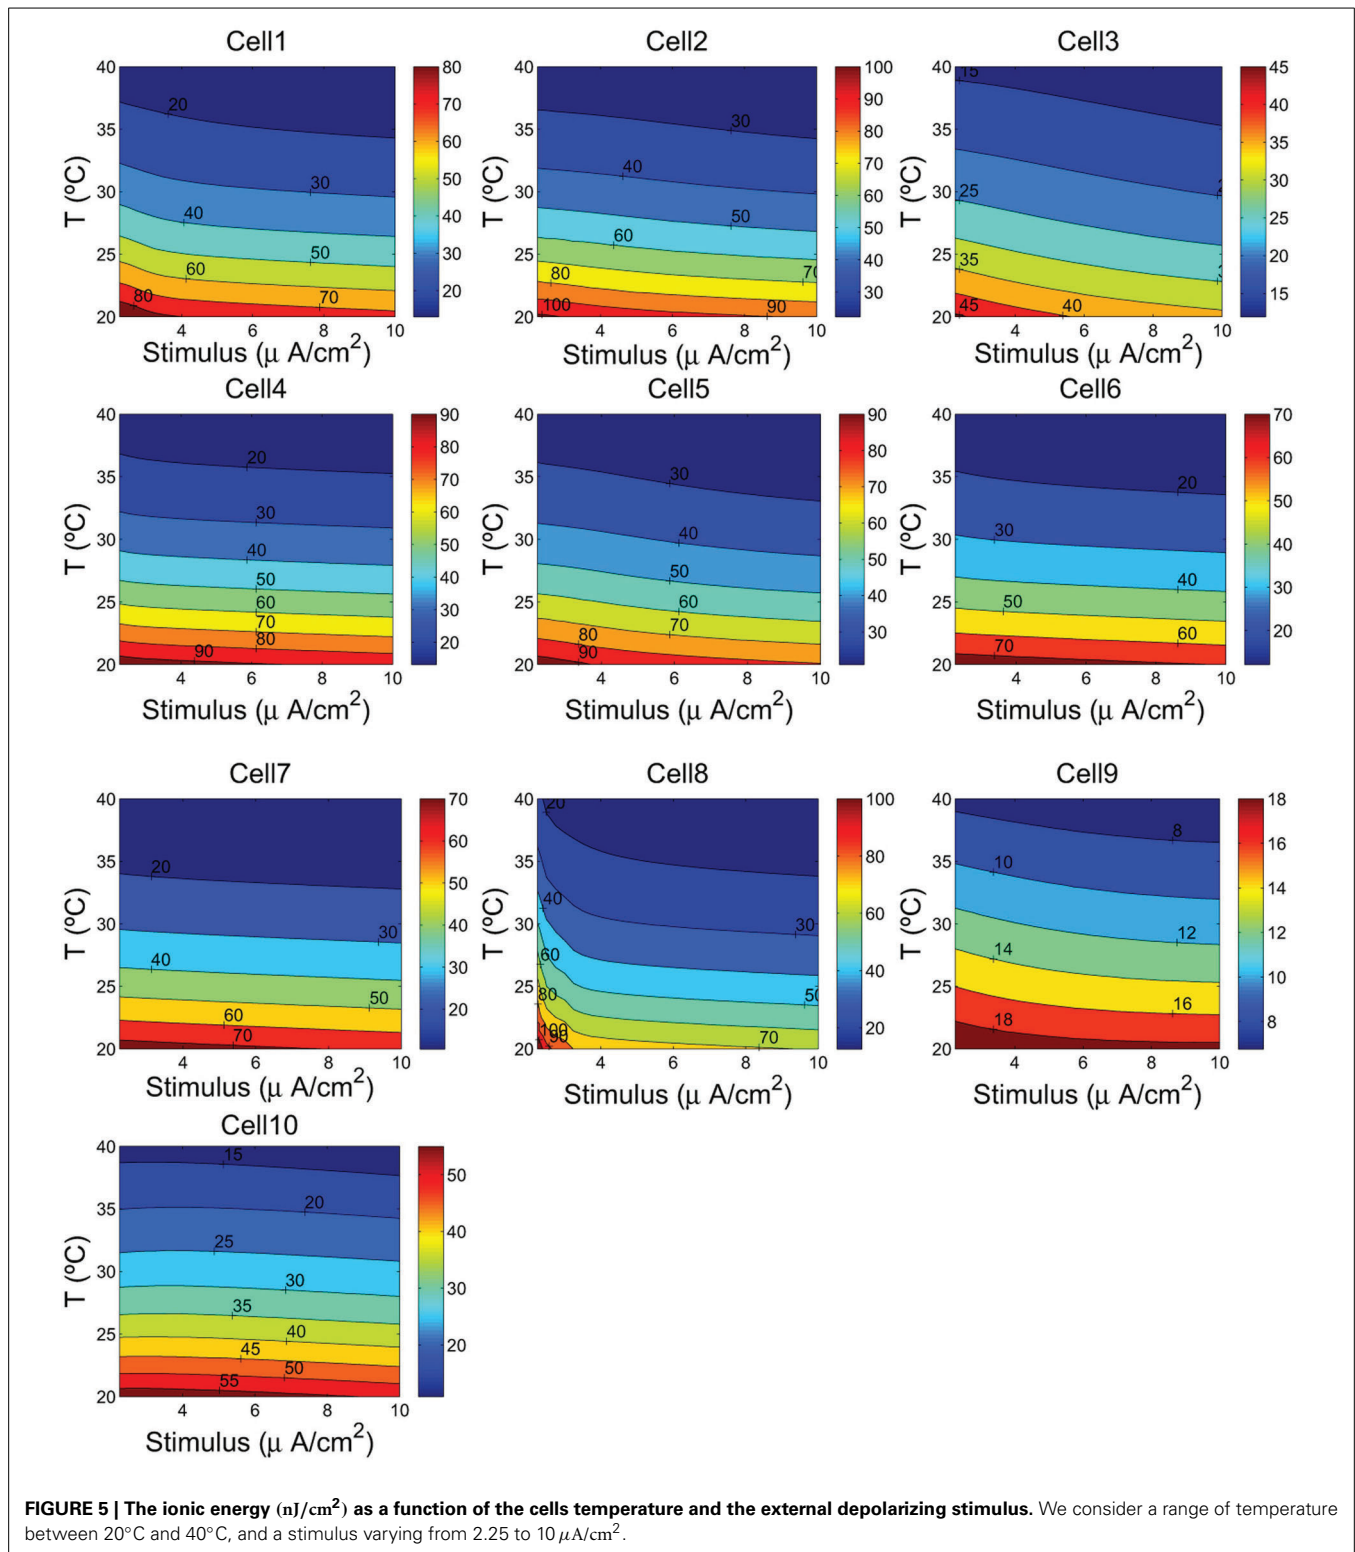 Cell1 Cell2 Cell3
40 80 40 100 40 15 45
20 70 90 40
35 35 30 80 35 35
60 70
T (ºC) 30 30 50 T (ºC) 30 40 60 T (ºC) 30 25 30
40 40 50 50 25
25 50 30 25 60 40 25 35 20
60 80 70 30
80 70 20 100 90 45 40 15
20 20 20
4 6 8 10 4 6 8 10 4 6 8 10
Stimulus (μ A/cm²) Stimulus (μ A/cm²) Stimulus (μ A/cm²)
Cell4 Cell5 Cell6
40 90 40 90 40 70
20 80 30 80 20 60
35 70 35 70 35 50
T (ºC) 30 30 60 T (ºC) 30 40 60 T (ºC) 30 30 40
40 50 50 50 40
25 50 40 25 60 40 25 50 30
60 30 70 30 60 20
70 80 70
80 90
90 20
20 20 20
4 6 8 10 4 6 8 10 4 6 8 10
Stimulus (μ A/cm²) Stimulus (μ A/cm²) Stimulus (μ A/cm²)
Cell7 Cell8 Cell9
40 70 40 20 100 40 18
20 60 8 16
35 50 35 40 80 35 10 14
T (ºC) 30 30 40 T (ºC) 30 30 60 T (ºC) 30 12 12
40 30 60 40 14 10
25 50 20 25 80 50 20 25 16 8
60 100 70 18
70 90
20 20 20
4 6 8 10 4 6 8 10 4 6 8 10
Stimulus (μ A/cm²) Stimulus (μ A/cm²) Stimulus (μ A/cm²)
Cell10
40 15 50
35 20 40
T (ºC) 30 25 30
30 20
25 35
40
45
50
20 55
4 6 8 10
Stimulus (μ A/cm²)
FIGURE 5 | The ionic energy (nJ/cm²) as a function of the cells temperature and the external depolarizing stimulus. We consider a range of temperature
between 20°C and 40°C, and a stimulus varying from 2.25 to 10 μA/cm².